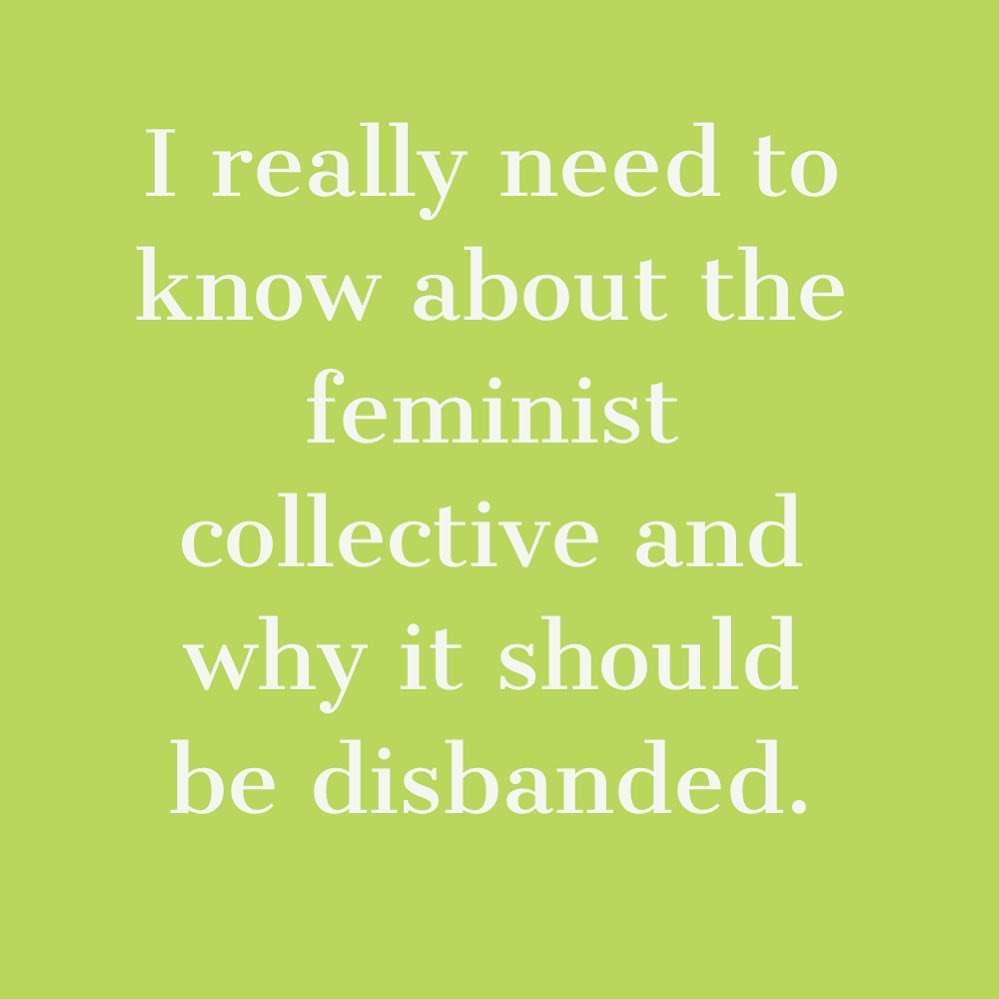 I really need to
know about the
feminist
collective and
why it should
be disbanded.